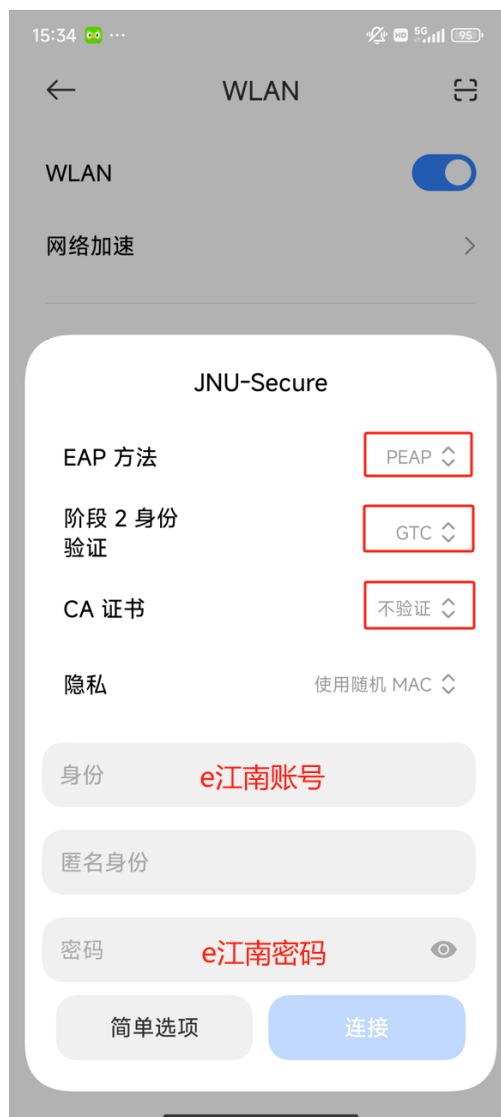 15:34 ··· HD 5G 95
WLAN
WLAN
网络加速
JNU-Secure
EAP 方法 PEAP
阶段 2 身份
验证
GTC
CA 证书 不验证
隐私 使用随机 MAC
身份 e江南账号
匿名身份
密码 e江南密码
简单选项 连接